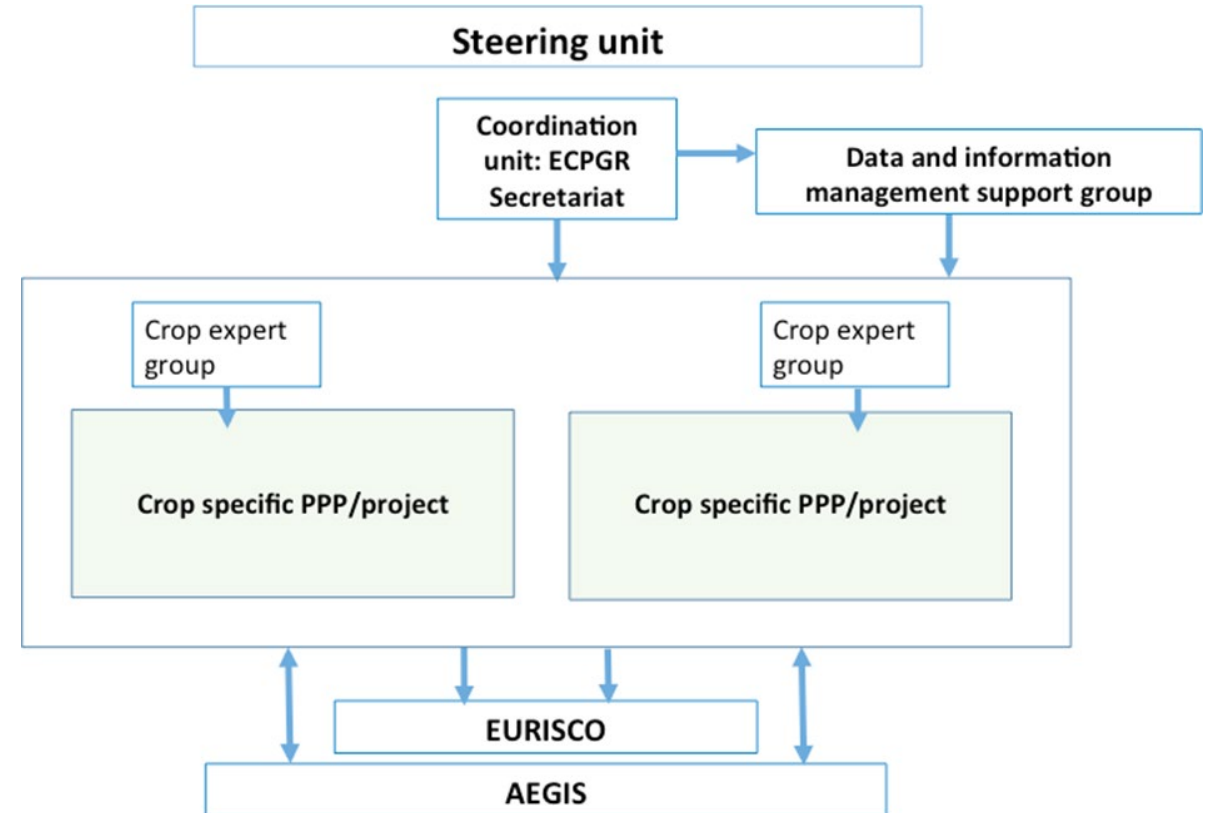 Steering unit
Coordination
unit: ECPGR
Secretariat
Data and information
management support group
Crop expert
group
Crop expert
group
Crop specific PPP/project
Crop specific PPP/project
EURISCO
AEGIS